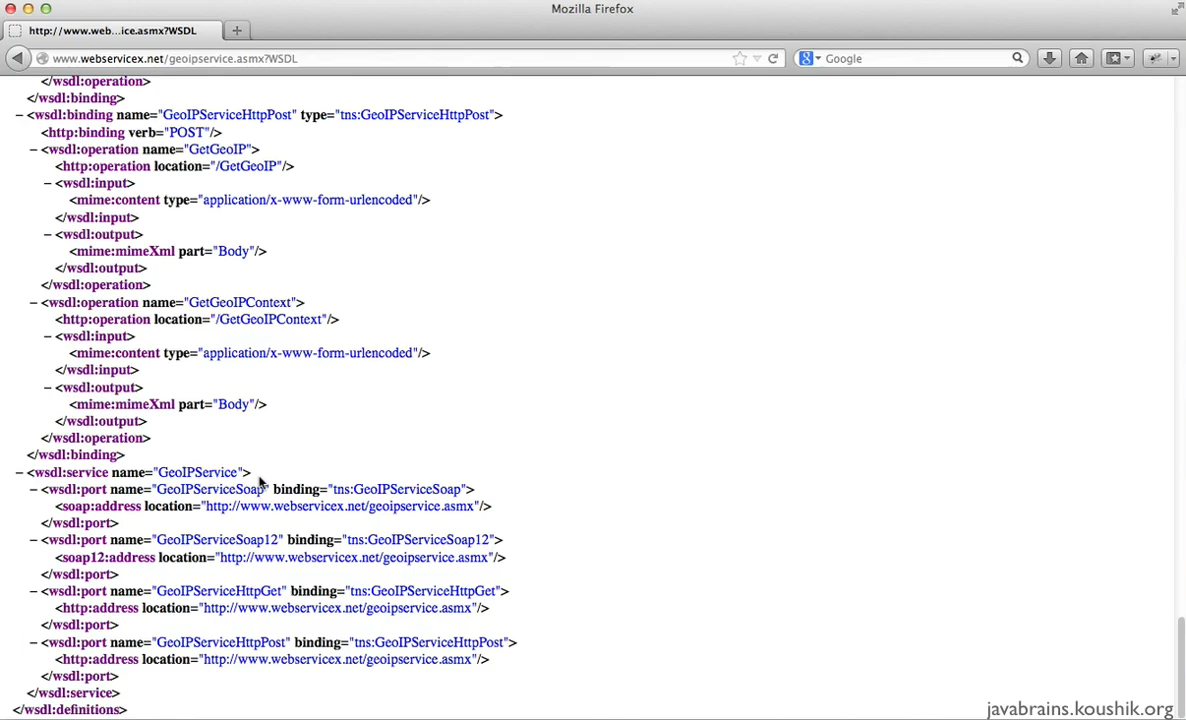 Mozilla Firefox
http://www.web...ice.asmx?WSDL
+
www.webservicex.net/geoipservice.asmx?WSDL
Google
</wsdl:operation>
</wsdl:binding>
− <wsdl:binding name="GeoIPServiceHttpPost" type="tns:GeoIPServiceHttpPost">
<http:binding verb="POST"/>
− <wsdl:operation name="GetGeoIP">
<http:operation location="/GetGeoIP"/>
− <wsdl:input>
<mime:content type="application/x-www-form-urlencoded"/>
</wsdl:input>
− <wsdl:output>
<mime:mimeXml part="Body"/>
</wsdl:output>
</wsdl:operation>
− <wsdl:operation name="GetGeoIPContext">
<http:operation location="/GetGeoIPContext"/>
− <wsdl:input>
<mime:content type="application/x-www-form-urlencoded"/>
</wsdl:input>
− <wsdl:output>
<mime:mimeXml part="Body"/>
</wsdl:output>
</wsdl:operation>
</wsdl:binding>
− <wsdl:service name="GeoIPService">
− <wsdl:port name="GeoIPServiceSoap" binding="tns:GeoIPServiceSoap">
<soap:address location="http://www.webservicex.net/geoipservice.asmx"/>
</wsdl:port>
− <wsdl:port name="GeoIPServiceSoap12" binding="tns:GeoIPServiceSoap12">
<soap12:address location="http://www.webservicex.net/geoipservice.asmx"/>
</wsdl:port>
− <wsdl:port name="GeoIPServiceHttpGet" binding="tns:GeoIPServiceHttpGet">
<http:address location="http://www.webservicex.net/geoipservice.asmx"/>
</wsdl:port>
− <wsdl:port name="GeoIPServiceHttpPost" binding="tns:GeoIPServiceHttpPost">
<http:address location="http://www.webservicex.net/geoipservice.asmx"/>
</wsdl:port>
</wsdl:service>
</wsdl:definitions>
javabrains.koushik.org